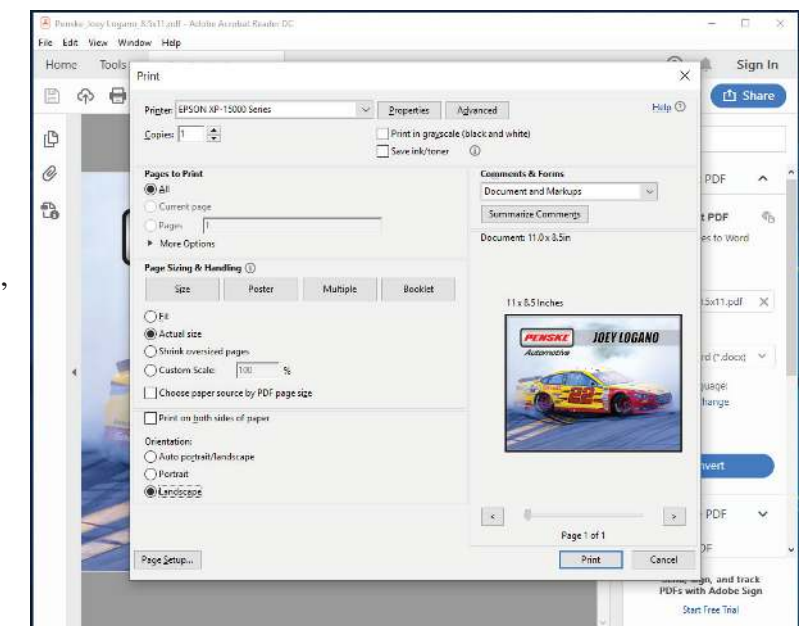 Penske_Joey Logano_8.5x11.pdf - Adobe Acrobat Reader DC
File Edit View Window Help
Home Tools
Sign In
Share
Print
Printer: EPSON XP-15000 Series
Properties
Advanced
Help
Copies: 1
Print in grayscale (black and white)
Save ink/toner
Pages to Print
All
Current page
Pages 1
More Options
Comments & Forms
Document and Markups
Summarize Comments
Document: 11.0 x 8.5in
Page Sizing & Handling
Size
Poster
Multiple
Booklet
11 x 8.5 Inches
Fit
Actual size
Shrink oversized pages
Custom Scale: 100 %
Choose paper source by PDF page size
Print on both sides of paper
Orientation:
Auto portrait/landscape
Portrait
Landscape
PENSKE JOEY LOGANO
Automotive
22
< >
Page 1 of 1
Page Setup...
Print
Cancel
PDF
t PDF
es to Word
.5x11.pdf
rd (*.docx)
guage:
hange
nvert
PDF
DF
sign, and track
PDFs with Adobe Sign
Start Free Trial
,